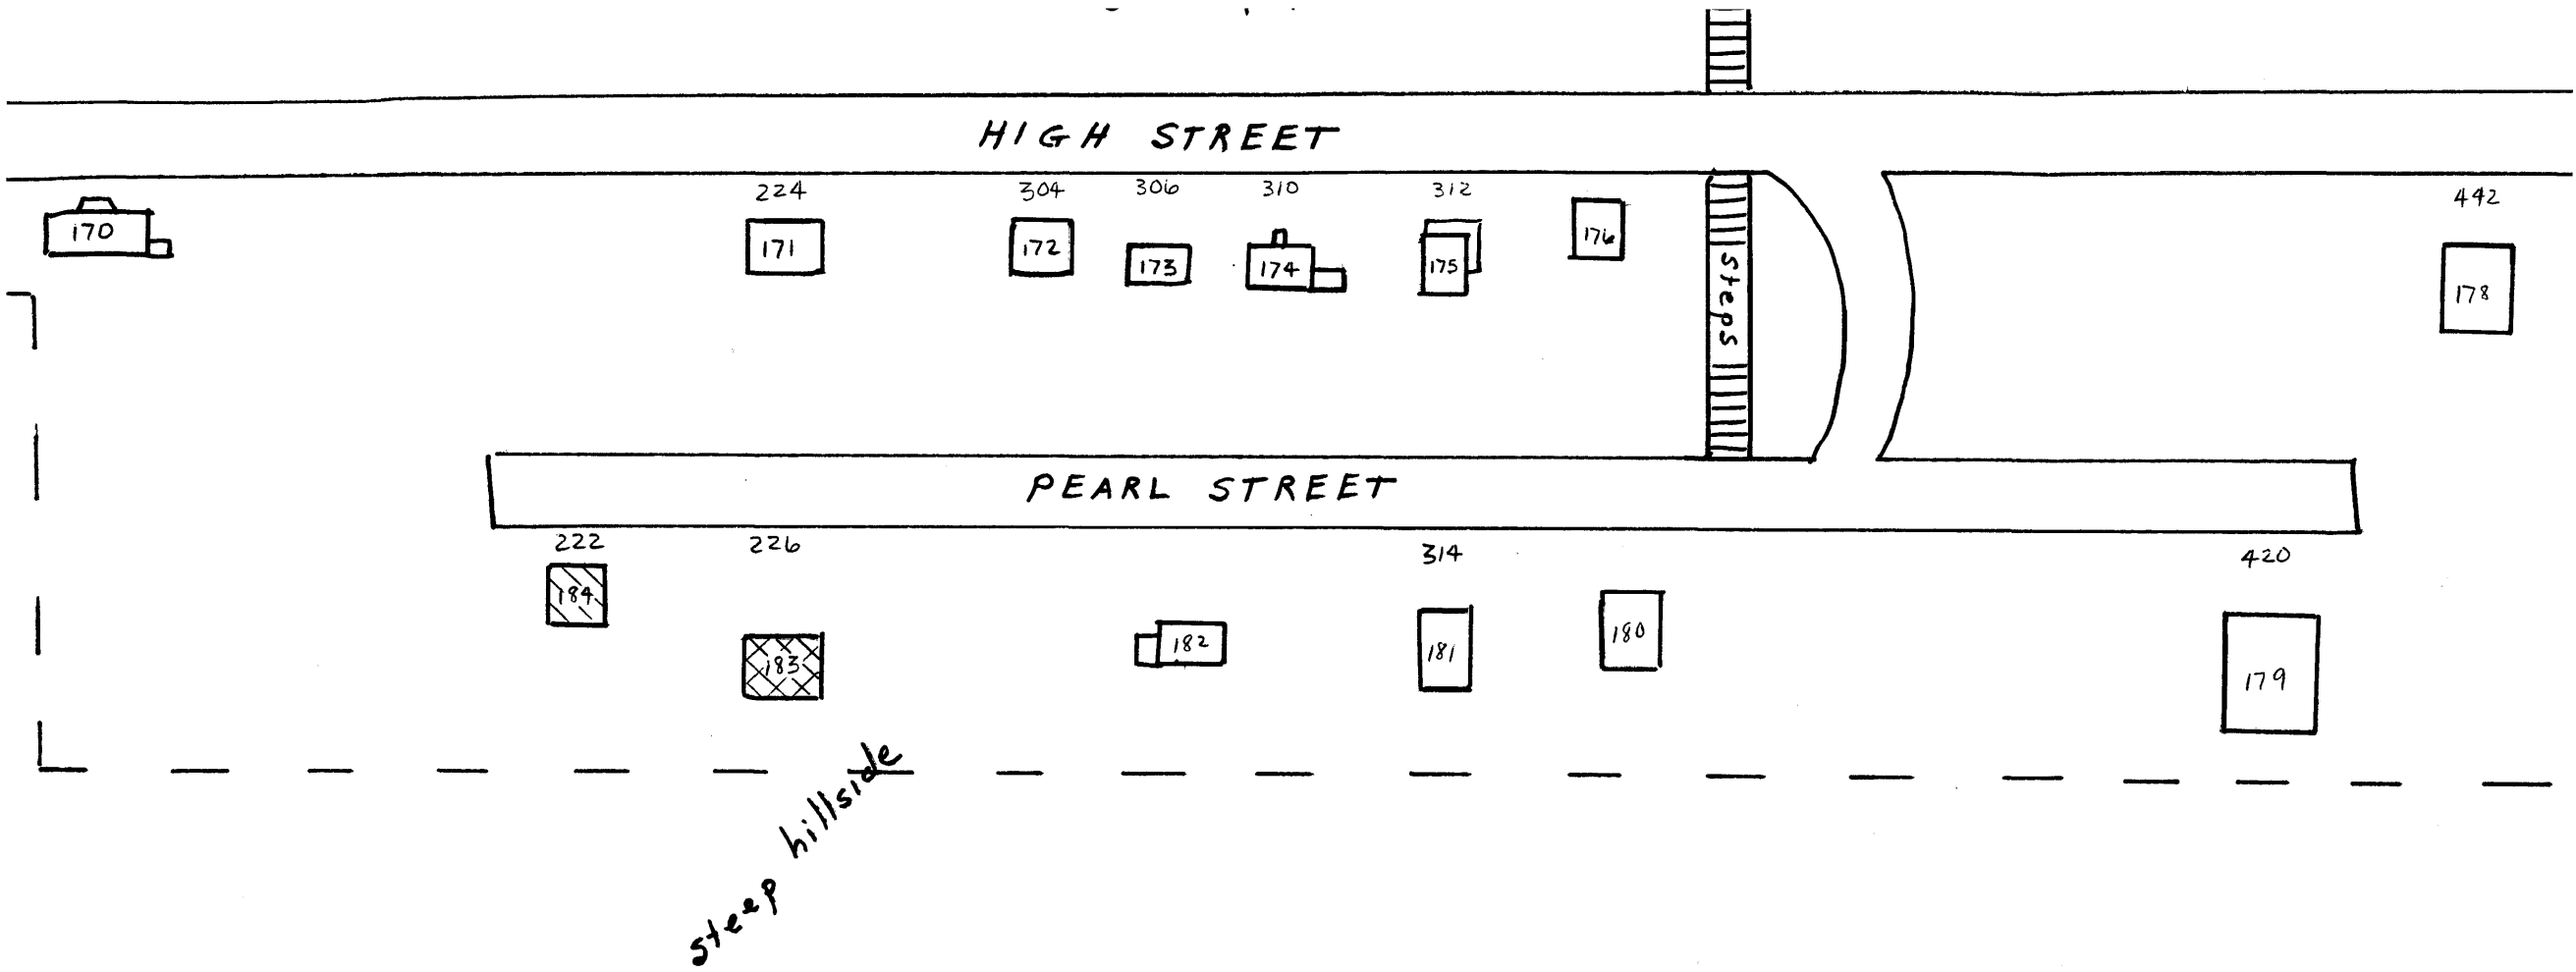 HIGH STREET
224 304 306 310 312 442
170 171 172 173 174 175 176 178
steps
PEARL STREET
222 226 314 420
184 183 182 181 180 179
steep hillside